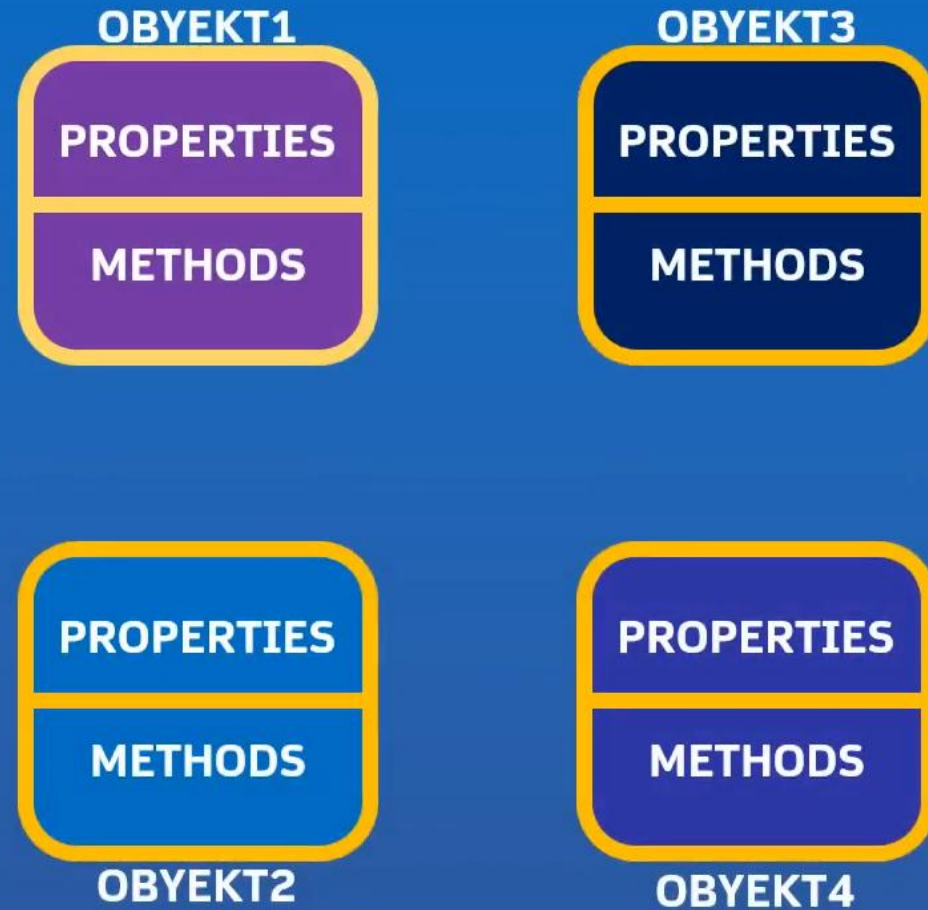 OBYEKT1
PROPERTIES
METHODS
OBYEKT3
PROPERTIES
METHODS
PROPERTIES
METHODS
OBYEKT2
PROPERTIES
METHODS
OBYEKT4